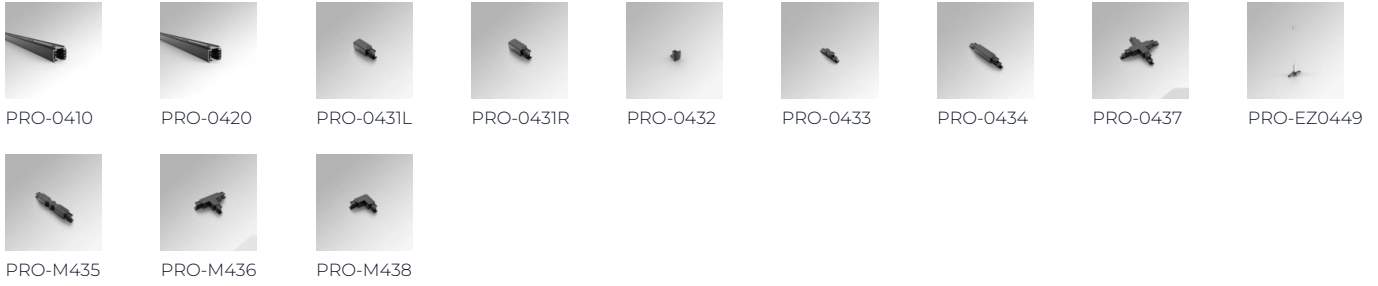 PRO-0410
PRO-0420
PRO-0431L
PRO-0431R
PRO-0432
PRO-0433
PRO-0434
PRO-0437
PRO-EZ0449
PRO-M435
PRO-M436
PRO-M438